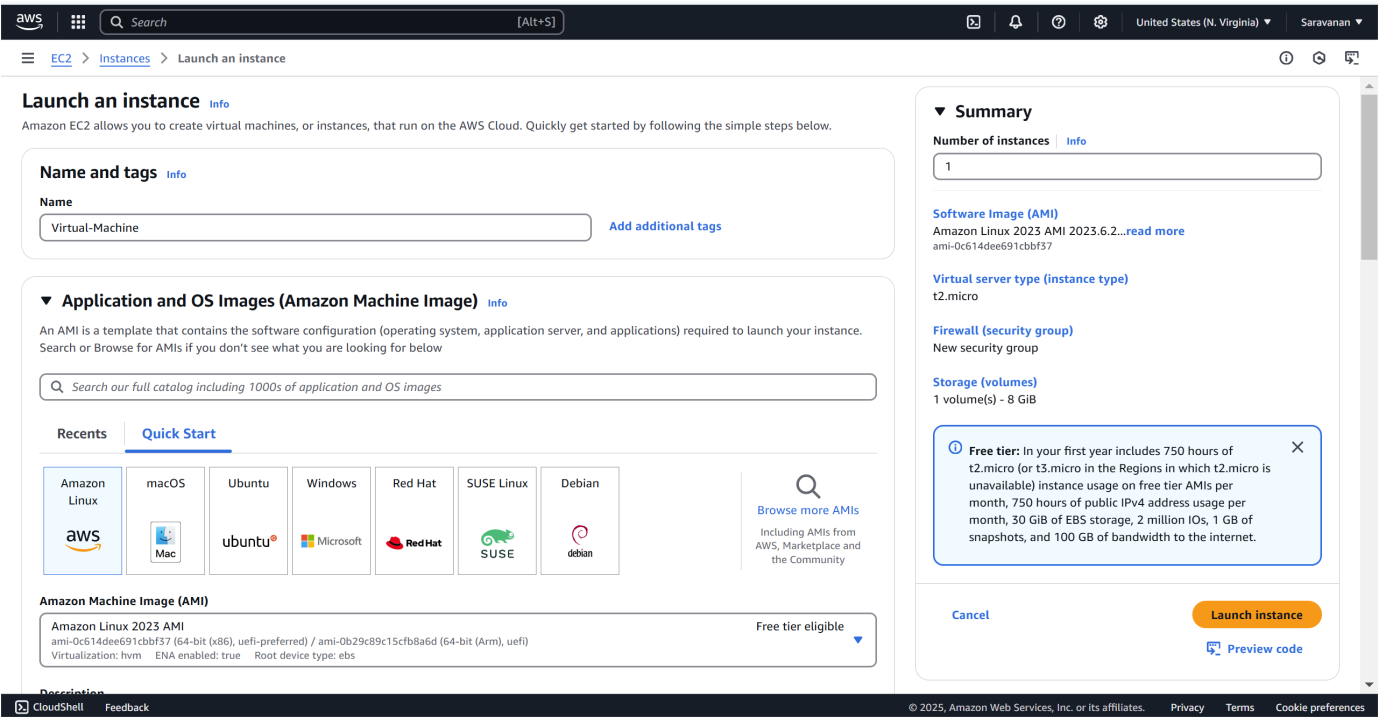 aws
Search [Alt+S]
United States (N. Virginia) Saravanan
EC2 Instances Launch an instance
Launch an instance Info
Amazon EC2 allows you to create virtual machines, or instances, that run on the AWS Cloud. Quickly get started by following the simple steps below.
Name and tags Info
Name
Virtual-Machine
Add additional tags
Application and OS Images (Amazon Machine Image) Info
An AMI is a template that contains the software configuration (operating system, application server, and applications) required to launch your instance.
Search or Browse for AMIs if you don't see what you are looking for below
Search our full catalog including 1000s of application and OS images
Recents Quick Start
Amazon
Linux
aws
macOS
Mac
Ubuntu
ubuntu
Windows
Microsoft
Red Hat
Red Hat
SUSE Linux
SUSE
Debian
debian
Browse more AMIs
Including AMIs from
AWS, Marketplace and
the Community
Amazon Machine Image (AMI)
Amazon Linux 2023 AMI
Free tier eligible
ami-0c614dee691cbbf37 (64-bit (x86), uefi-preferred) / ami-0b29c89c15cfb8a6d (64-bit (Arm), uefi)
Virtualization: hvm ENA enabled: true Root device type: ebs
Description
Summary
Number of instances Info
1
Software Image (AMI)
Amazon Linux 2023 AMI 2023.6.2...read more
ami-0c614dee691cbbf37
Virtual server type (instance type)
t2.micro
Firewall (security group)
New security group
Storage (volumes)
1 volume(s) - 8 GiB
Free tier: In your first year includes 750 hours of
t2.micro (or t3.micro in the Regions in which t2.micro is
unavailable) instance usage on free tier AMIs per
month, 750 hours of public IPv4 address usage per
month, 30 GiB of EBS storage, 2 million IOs, 1 GB of
snapshots, and 100 GB of bandwidth to the internet.
Cancel
Launch instance
Preview code
CloudShell Feedback
© 2025, Amazon Web Services, Inc. or its affiliates. Privacy Terms Cookie preferences